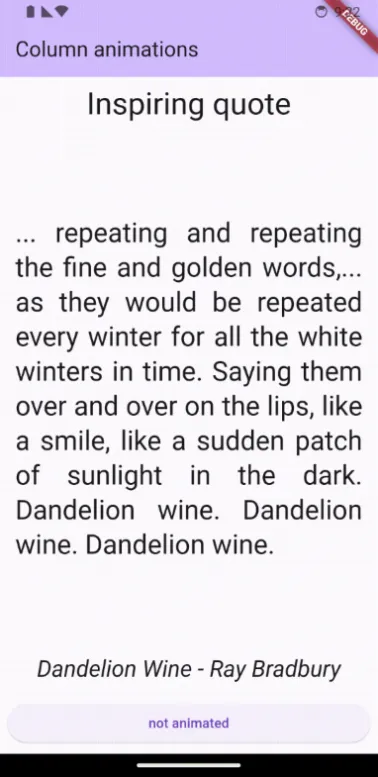 DEBUG
Column animations
Inspiring quote
... repeating and repeating
the fine and golden words,...
as they would be repeated
every winter for all the white
winters in time. Saying them
over and over on the lips, like
a smile, like a sudden patch
of sunlight in the dark.
Dandelion wine. Dandelion
wine. Dandelion wine.
Dandelion Wine - Ray Bradbury
not animated